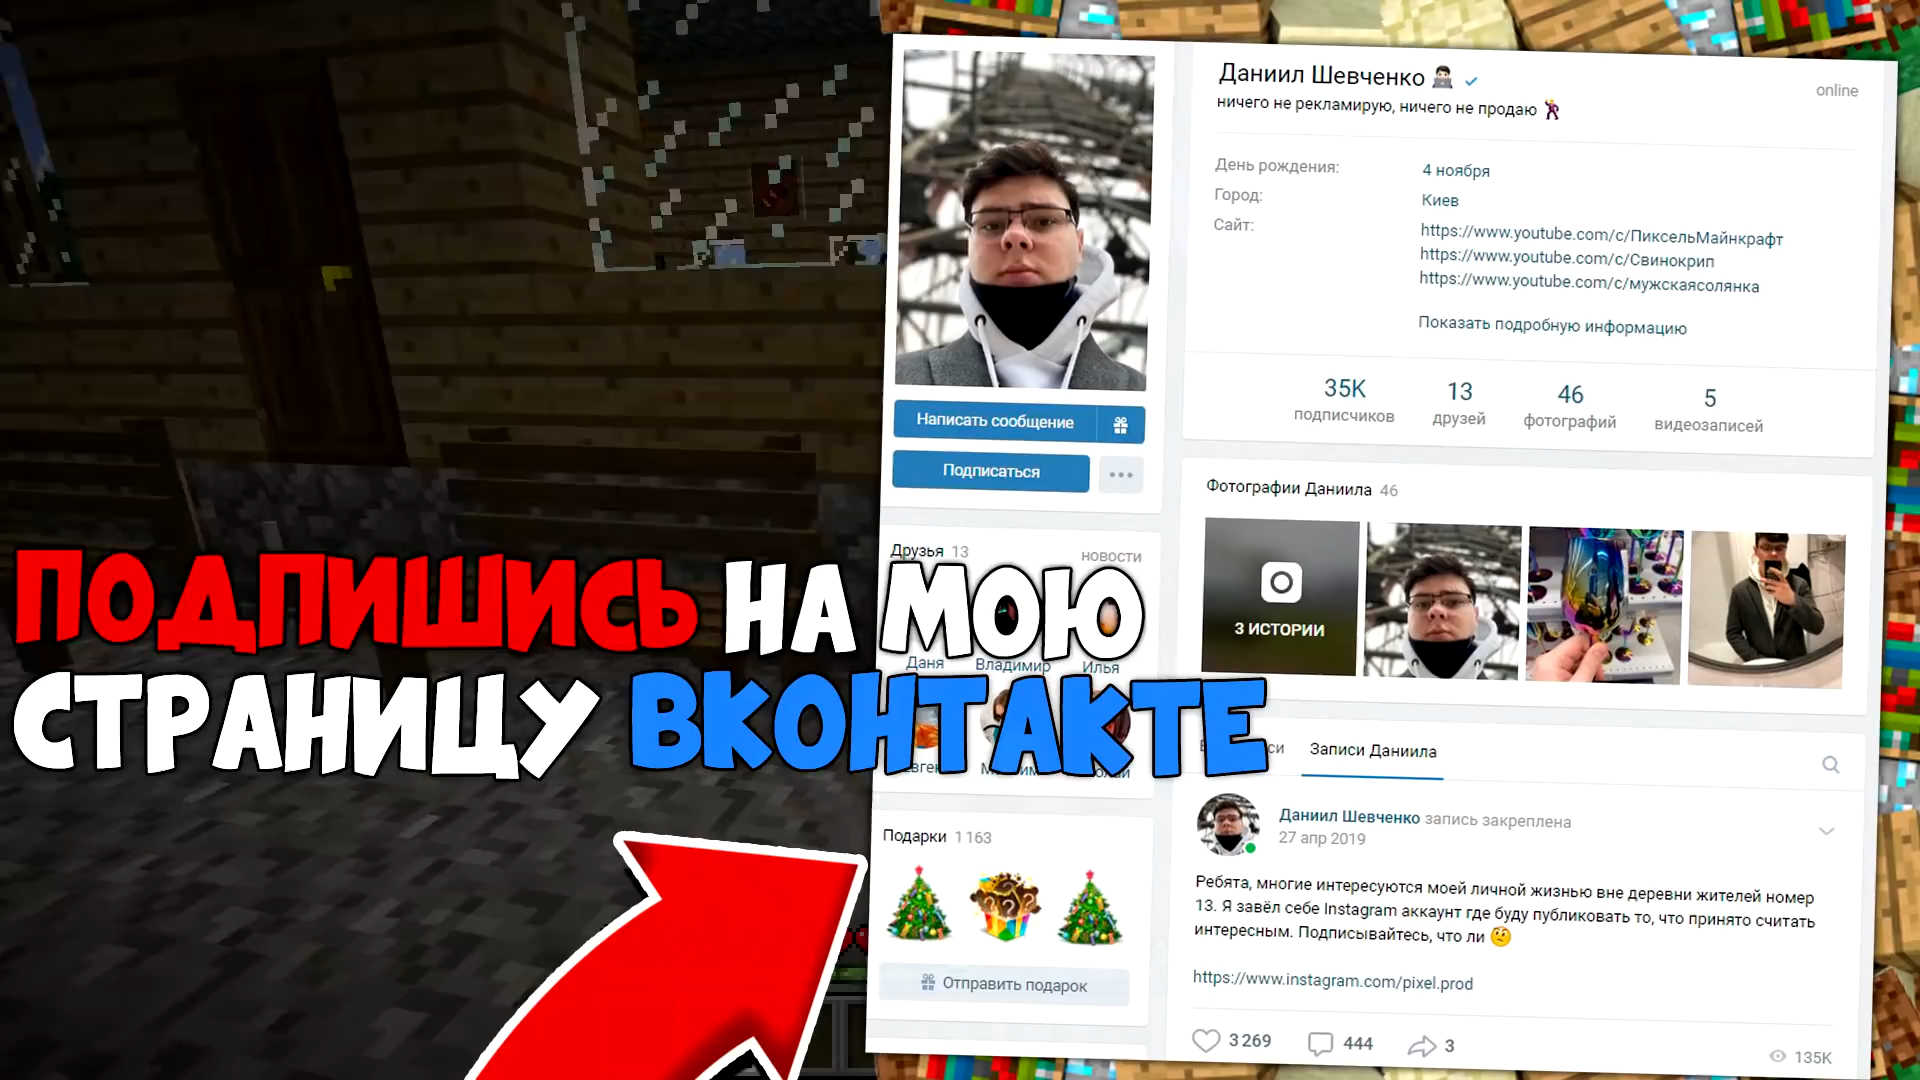 Даниил Шевченко
online
ничего не рекламирую, ничего не продаю
День рождения: 4 ноября
Город: Киев
Сайт: https://www.youtube.com/c/ПиксельМайнкрафт
https://www.youtube.com/c/Свинокрип
https://www.youtube.com/c/мужскаясолянка
Показать подробную информацию
35K 13 46 5
подписчиков друзей фотографий видеозаписей
Написать сообщение
Подписаться
Фотографии Даниила 46
3 ИСТОРИИ
Друзья 13 новости
ПОДПИШИСЬ НА МОЮ
Даня Владимир Илья
СТРАНИЦУ ВКОНТАКТЕ
Записи Даниила
Подарки 1 163
Отправить подарок
Даниил Шевченко запись закреплена
27 апр 2019
Ребята, многие интересуются моей личной жизнью вне деревни жителей номер
13. Я завёл себе Instagram аккаунт где буду публиковать то, что принято считать
интересным. Подписывайтесь, что ли
https://www.instagram.com/pixel.prod
3 269 444 3
135K